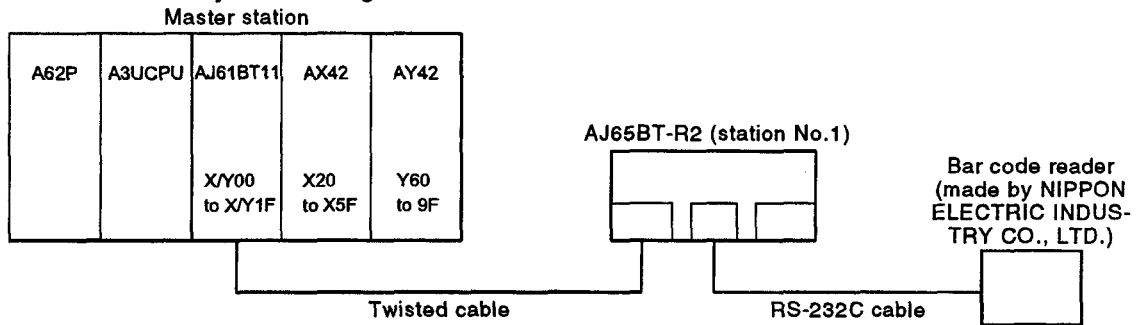 Master station
A62P A3UCPU AJ61BT11 AX42 AY42
X/Y00 X20 Y60
to X/Y1F to X5F to 9F
AJ65BT-R2 (station No.1)
Bar code reader
(made by NIPPON
ELECTRIC INDUS-
TRY CO., LTD.)
Twisted cable
RS-232C cable